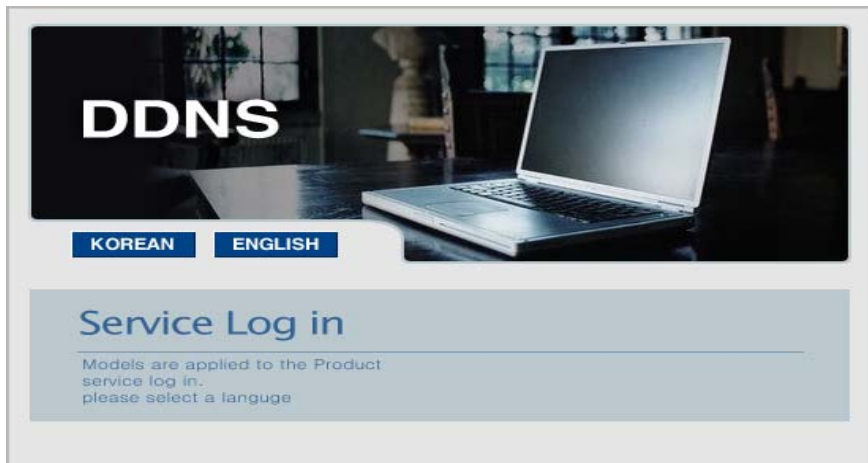 DDNS
KOREAN ENGLISH
Service Log in
Models are applied to the Product
service log in.
please select a languge